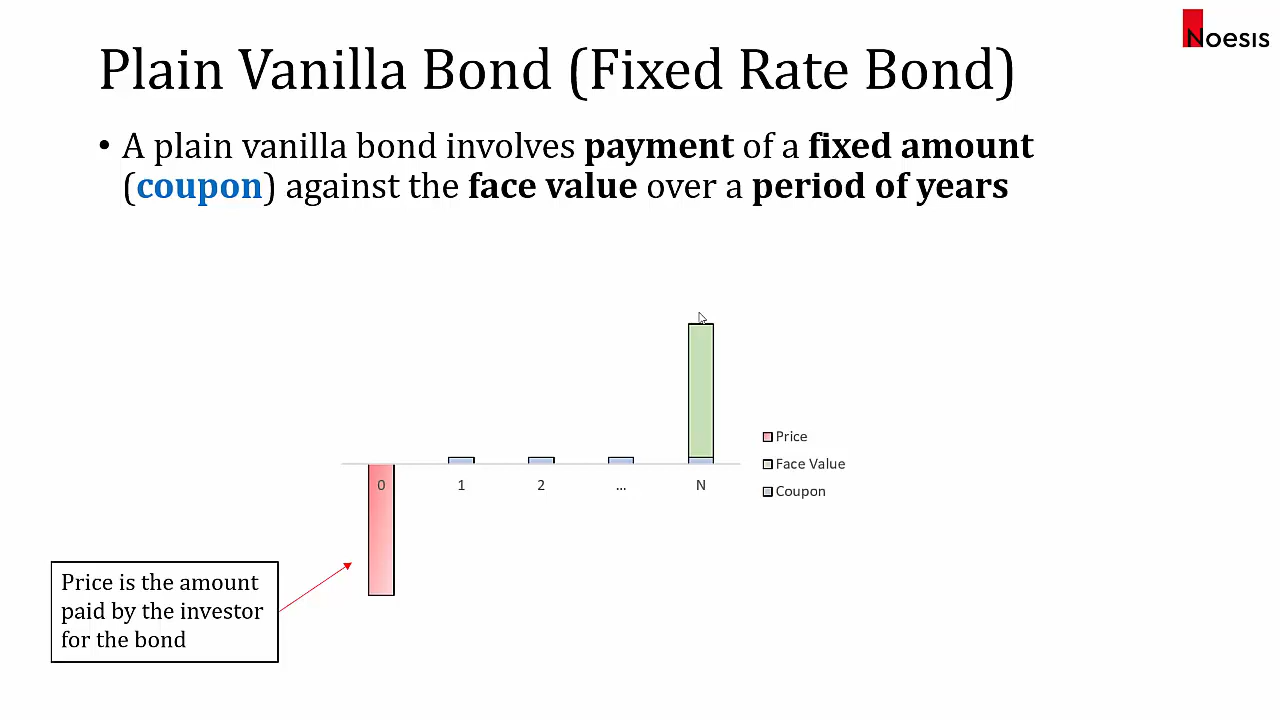 Noesis
Plain Vanilla Bond (Fixed Rate Bond)
• A plain vanilla bond involves payment of a fixed amount
(coupon) against the face value over a period of years
Price
Face Value
Coupon
0
1
2
...
N
Price is the amount
paid by the investor
for the bond